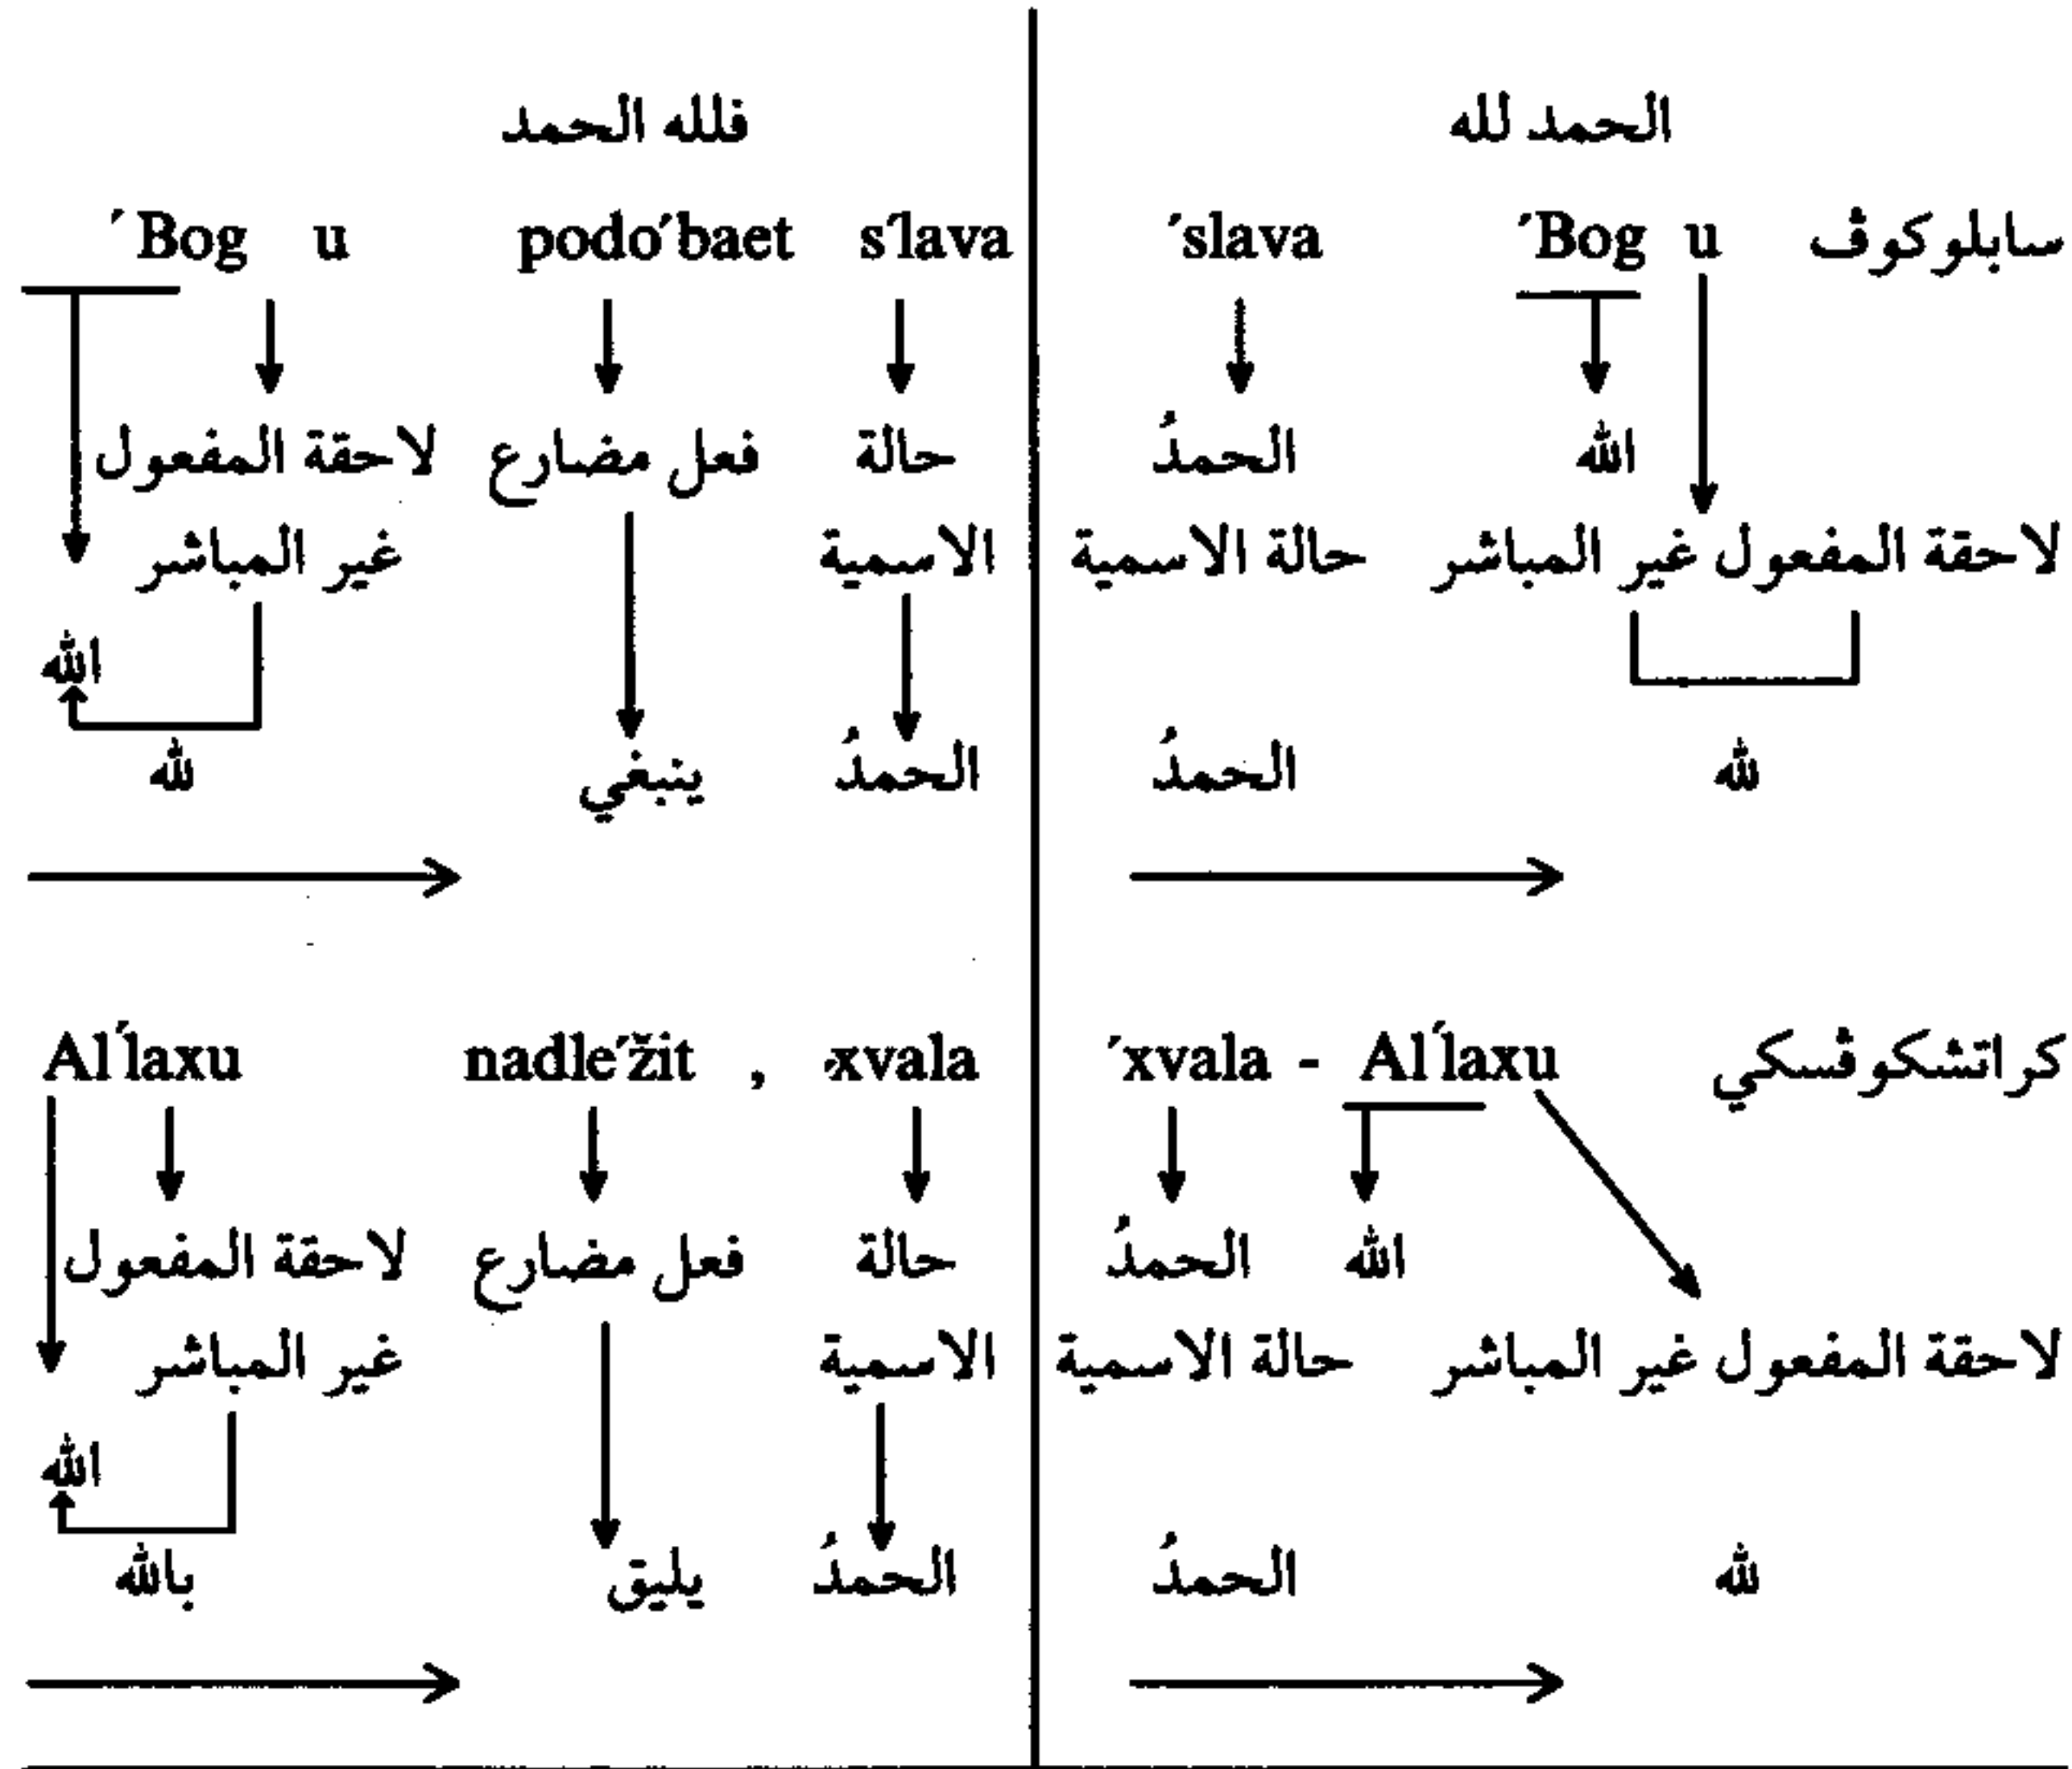 الحمد لله
سابلوكوڤ
´slava ´Bog u
الحمدُ الله
حالة الاسمية لاحقة المفعول غير المباشر
الحمدُ لله
كراتشكوڤسكي
´xvala - Al´laxu
الحمدُ الله
حالة الاسمية لاحقة المفعول غير المباشر
الحمدُ لله
فلله الحمد
´Bog u podo´baet s´lava
لاحقة المفعول فعل مضارع حالة
غير المباشر الاسمية
الله
لله ينبغي الحمدُ
Al´laxu nadle´žit , xvala
لاحقة المفعول فعل مضارع حالة
غير المباشر الاسمية
الله
بالله يليق الحمدُ